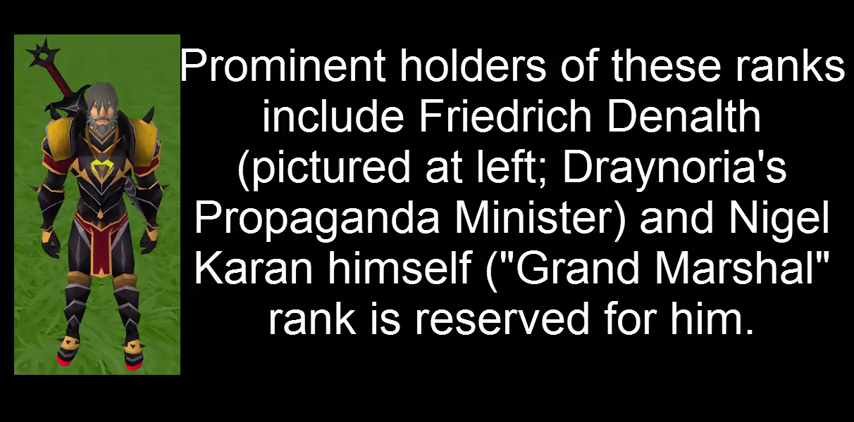 Prominent holders of these ranks
include Friedrich Denalth
(pictured at left; Draynoria's
Propaganda Minister) and Nigel
Karan himself ("Grand Marshal"
rank is reserved for him.